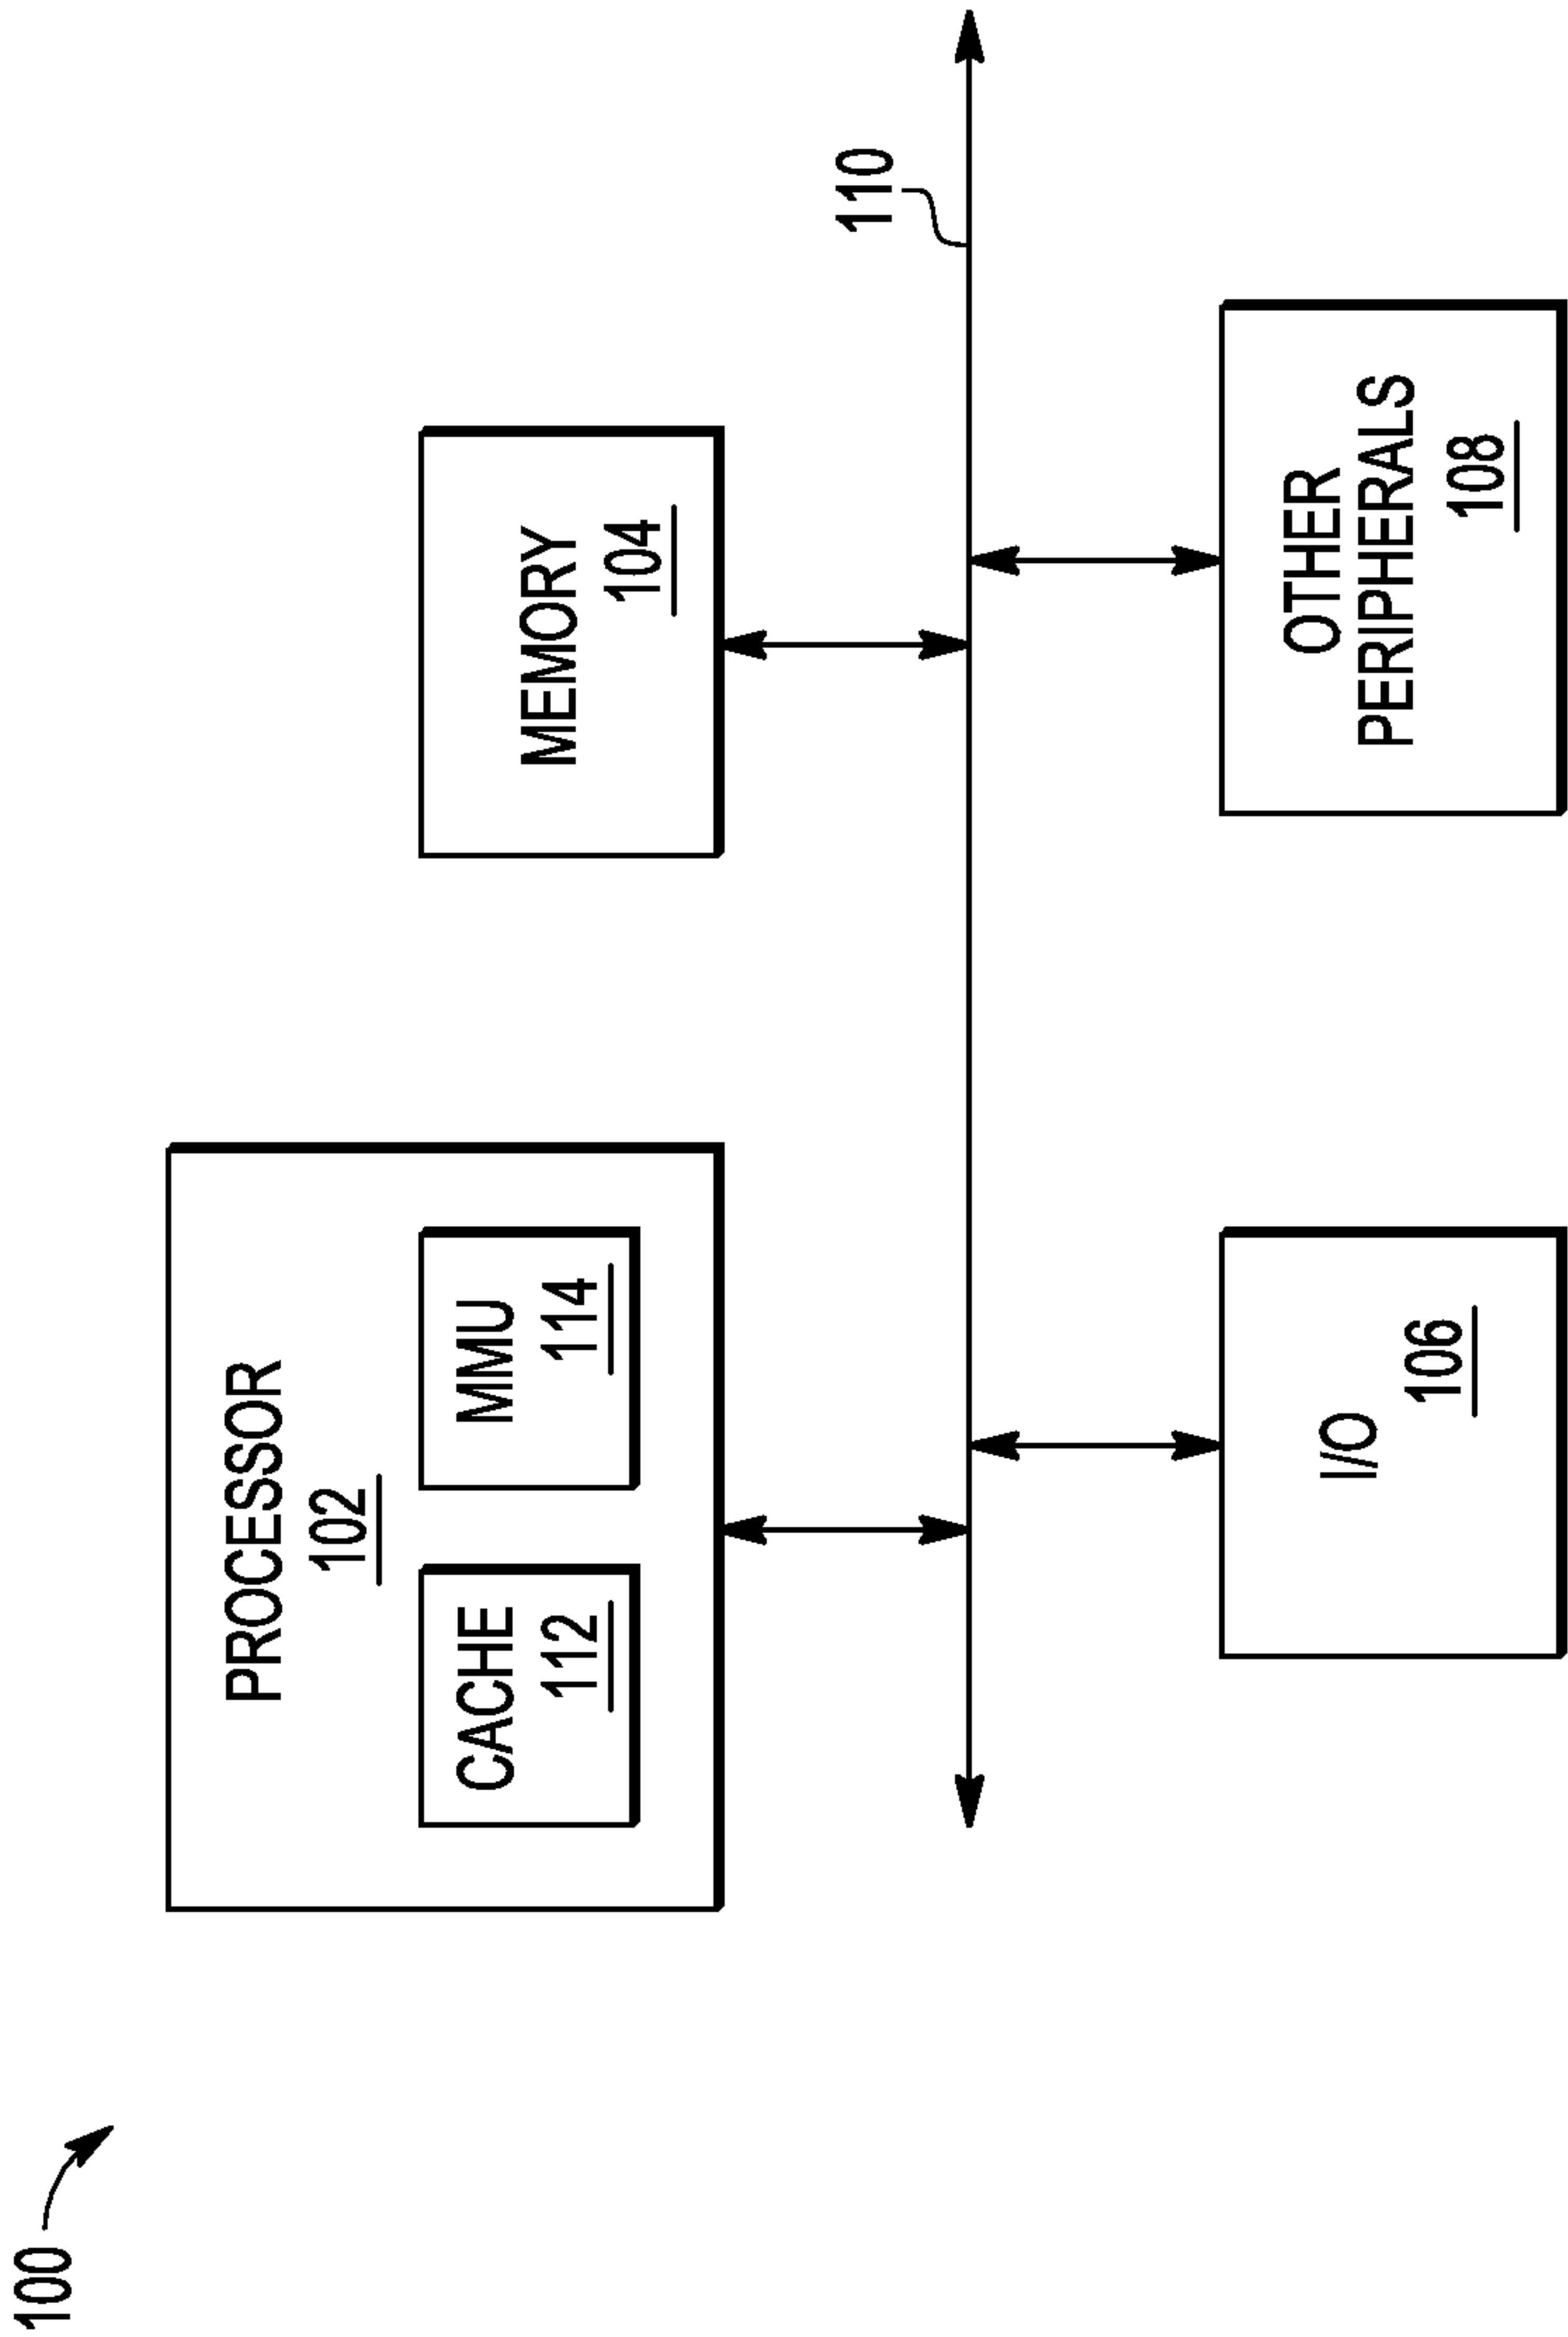 100
PROCESSOR
102
CACHE
112
MMU
114
MEMORY
104
110
I/O
106
OTHER
PERIPHERALS
108